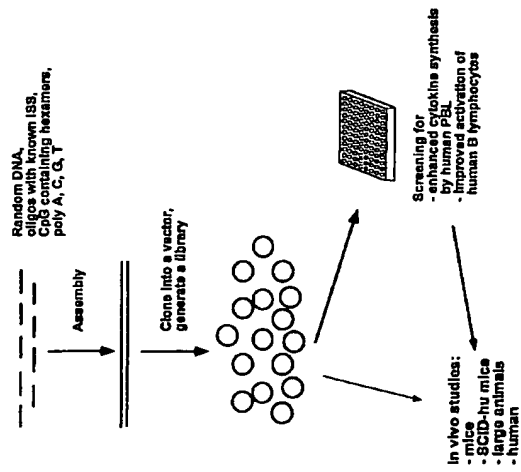 Random DNA,
oligos with known ISS,
CpG containing hexamers,
poly A, C, G, T
Assembly
Clone into a vector,
generate a library
Screening for
- enhanced cytokine synthesis
by human PBL
- Improved activation of
human B lymphocytes
in vivo studies:
- mice
- SCID-hu mice
- large animals
- human